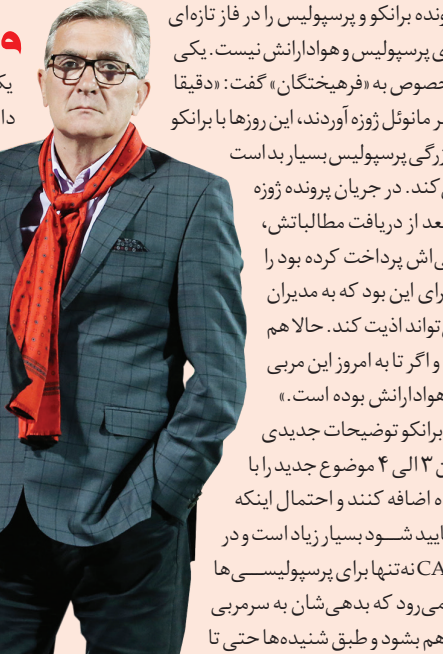 ونده برانکو و پرسپولیس را در فاز تازه‌ای
ی پرسپولیس و هوادارانش نیست. یکی
خصوص به «فرهیختگان» گفت: «دقیقا
ر مانوئل ژوزه آوردند، این روزها با برانکو
زرگی پرسپولیس بسیار بد است
ی کند. در جریان پرونده ژوزه
بعد از دریافت مطالباتش،
ی‌اش پرداخت کرده بود را
رای این بود که به مدیران
ی‌تواند اذیت کند. حالا هم
و اگر تا به امروز این مربی
هوادارانش بوده است.»
برانکو توضیحات جدیدی
ن ۳ الی ۴ موضوع جدید را با
ه اضافه کنند و احتمال اینکه
ایید شود بسیار زیاد است و در
CA نه‌تنها برای پرسپولیسی‌ها
می‌رود که بدهی‌شان به سرمربی
هم بشود و طبق شنیده‌ها حتی تا
و
یک
دا